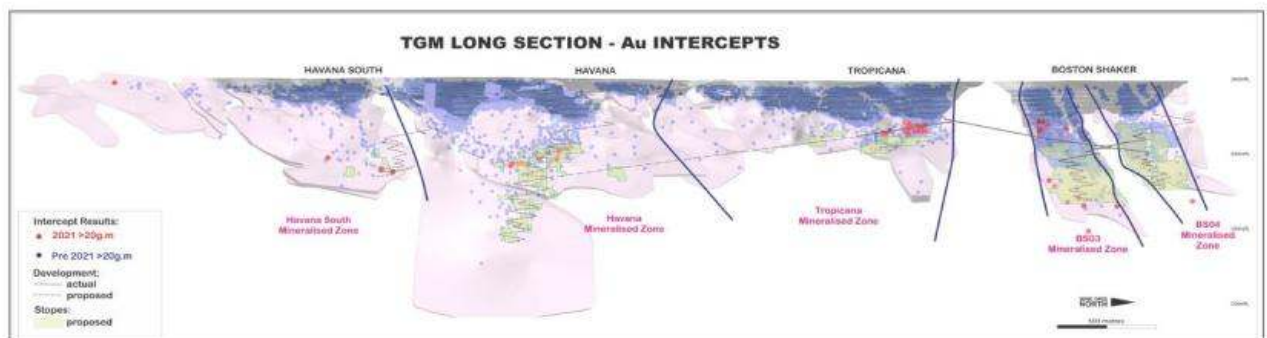 TGM LONG SECTION - Au INTERCEPTS
HAVANA SOUTH
HAVANA
TROPICANA
BOSTON SHAKER
Havana South
Mineralised Zone
Havana
Mineralised Zone
Tropicana
Mineralised Zone
BS03
Mineralised Zone
BS04
Mineralised
Zone
Intercept Results:
2021 >20g.m
Pre 2021 >20g.m
Development:
actual
proposed
Stopes:
proposed
NORTH
metres